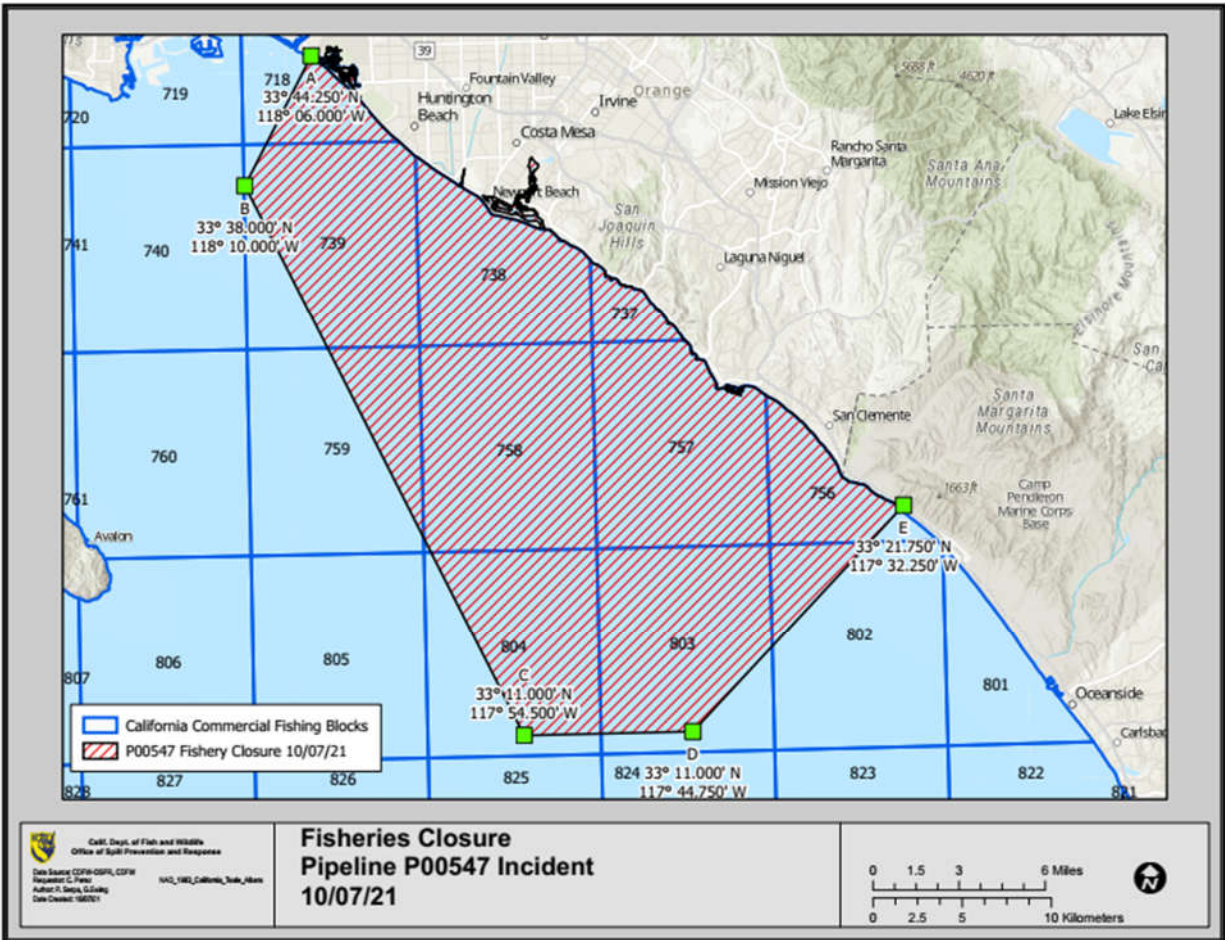 5688 ft
4620 ft
39
718
719
A
33° 44.250' N
118° 06.000' W
Fountain Valley
Huntington
Beach
Irvine
Orange
Costa Mesa
720
Rancho Santa
Margarita
Santa Ana
Mountains
Mission Viejo
Newport Beach
San
Joaquin
Hills
Laguna Niguel
B
33° 38.000' N
118° 10.000' W
741
740
739
738
737
San Clemente
Santa
Margarita
Mountains
760
759
758
757
756
1663 ft
Camp
Pendleton
Marine Corps
Base
761
Avalon
E
33° 21.750' N
117° 32.250' W
807
806
805
804
803
802
801
C
33° 11.000' N
117° 54.500' W
Oceanside
California Commercial Fishing Blocks
P00547 Fishery Closure 10/07/21
D
33° 11.000' N
117° 44.750' W
828
827
826
825
824
823
822
821
Calif. Dept. of Fish and Wildlife
Office of Spill Prevention and Response
Data Source: CDFW-OSPR, CDFW
Fisheries Closure
Pipeline P00547 Incident
10/07/21
0 1.5 3 6 Miles
0 2.5 5 10 Kilometers
N